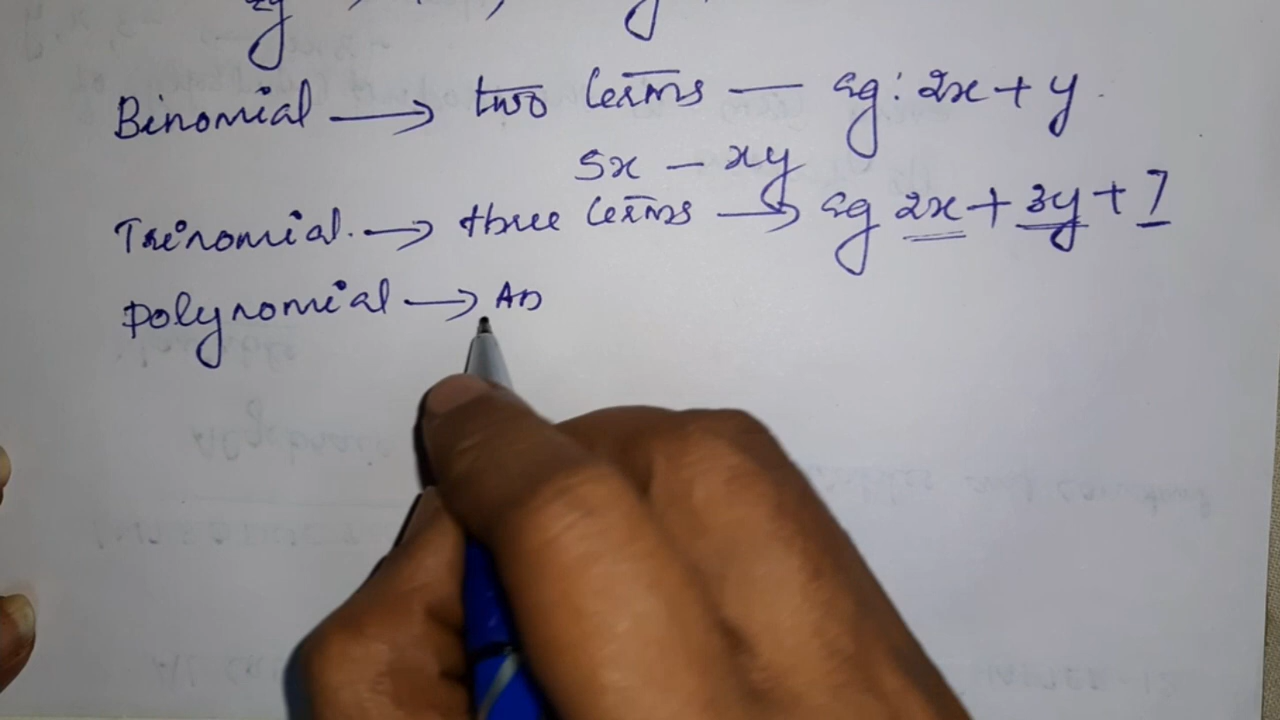 Binomial → two terms — eg: 2x + y
5x − xy
Trinomial. → three terms → eg 2x + 3y + 7
Polynomial → An